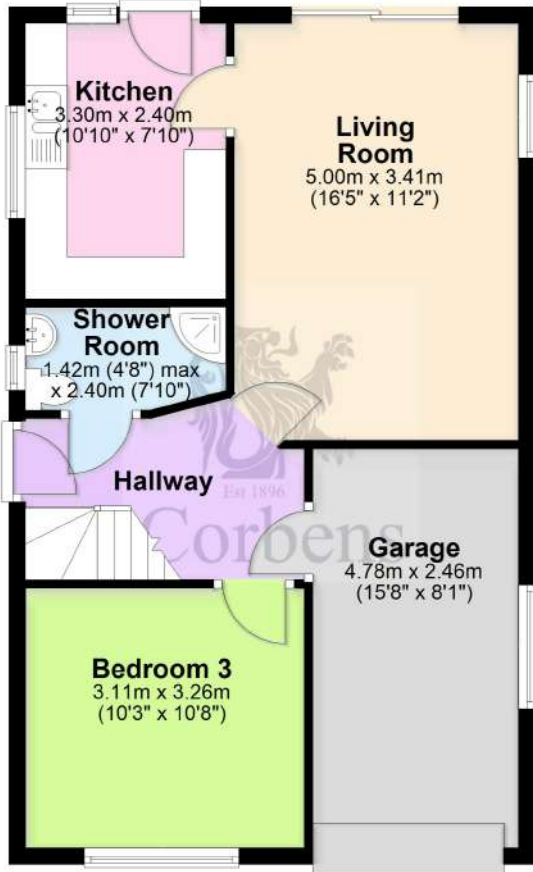 Kitchen
3.30m x 2.40m
(10'10" x 7'10")
Living
Room
5.00m x 3.41m
(16'5" x 11'2")
Shower
Room
1.42m (4'8") max
x 2.40m (7'10")
Hallway
Est 1896
Corbens
Garage
4.78m x 2.46m
(15'8" x 8'1")
Bedroom 3
3.11m x 3.26m
(10'3" x 10'8")